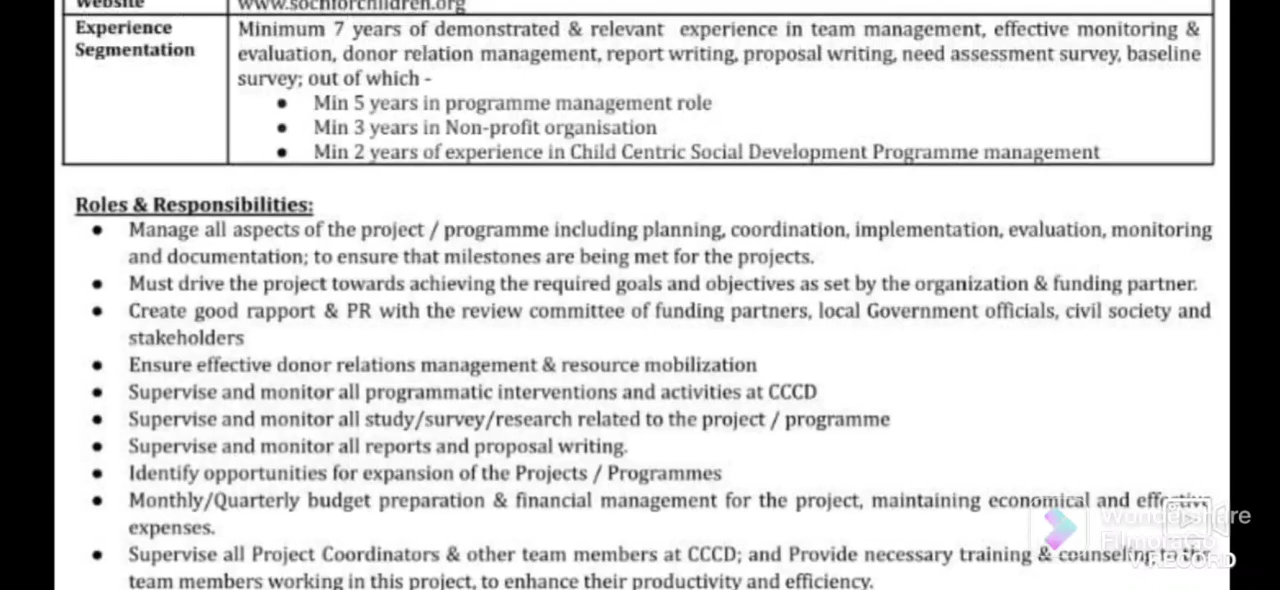 Website www.sochforchildren.org
Experience Minimum 7 years of demonstrated & relevant experience in team management, effective monitoring &
Segmentation evaluation, donor relation management, report writing, proposal writing, need assessment survey, baseline
survey; out of which -
● Min 5 years in programme management role
● Min 3 years in Non-profit organisation
● Min 2 years of experience in Child Centric Social Development Programme management
Roles & Responsibilities:
● Manage all aspects of the project / programme including planning, coordination, implementation, evaluation, monitoring
and documentation; to ensure that milestones are being met for the projects.
● Must drive the project towards achieving the required goals and objectives as set by the organization & funding partner.
● Create good rapport & PR with the review committee of funding partners, local Government officials, civil society and
stakeholders
● Ensure effective donor relations management & resource mobilization
● Supervise and monitor all programmatic interventions and activities at CCCD
● Supervise and monitor all study/survey/research related to the project / programme
● Supervise and monitor all reports and proposal writing.
● Identify opportunities for expansion of the Projects / Programmes
● Monthly/Quarterly budget preparation & financial management for the project, maintaining economical and effective
expenses.
● Supervise all Project Coordinators & other team members at CCCD; and Provide necessary training & counseling to the
team members working in this project, to enhance their productivity and efficiency.
Wondershare
FilmoraGo
VRECORD